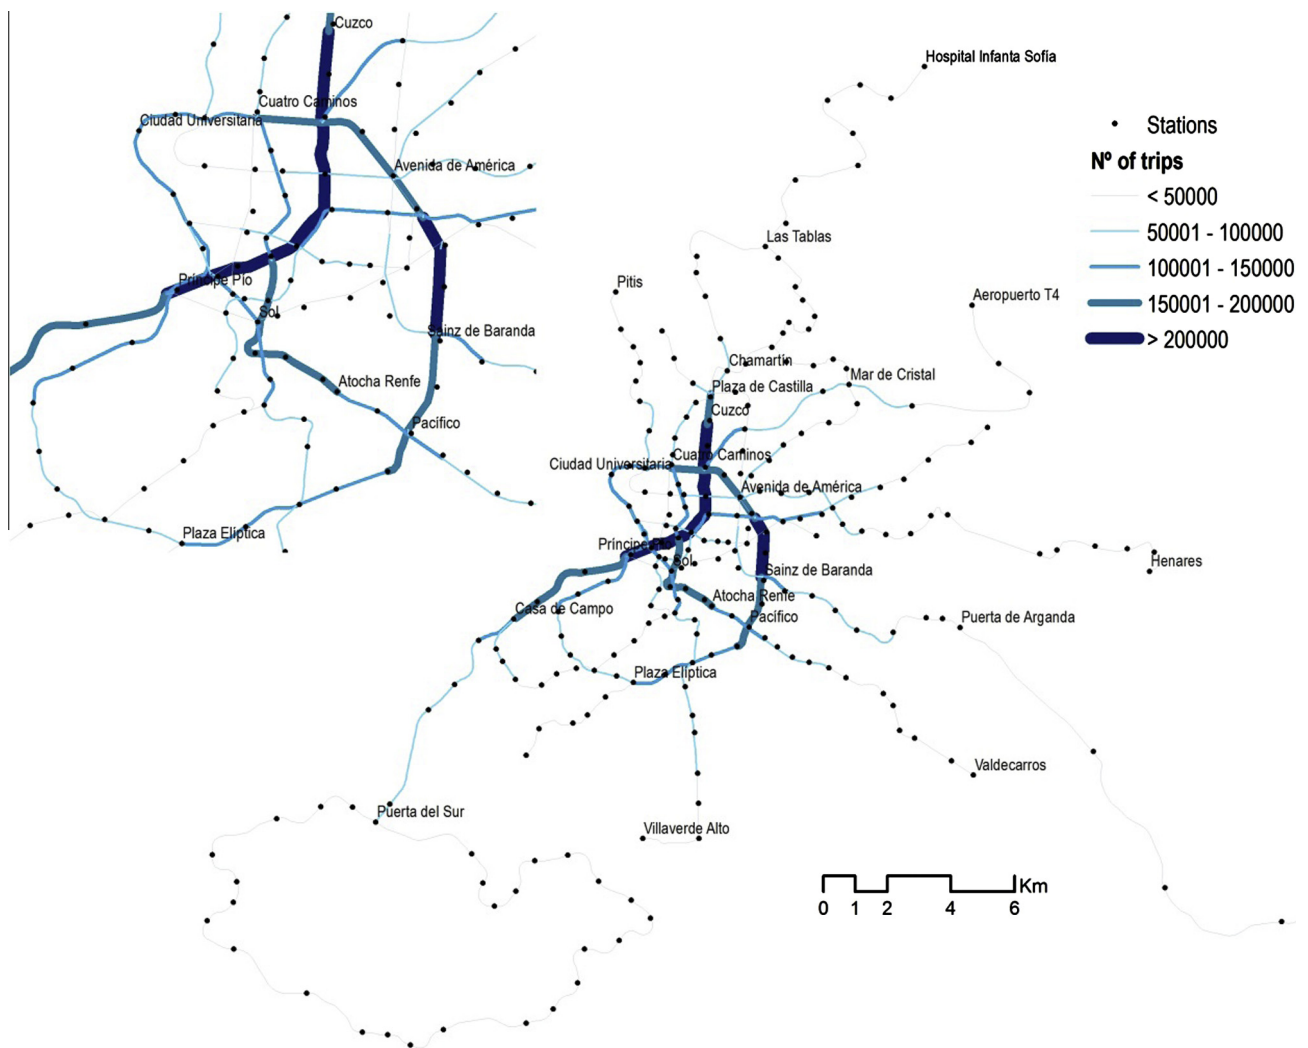 Cuzco
Cuatro Caminos
Ciudad Universitaria
Avenida de América
Príncipe Pío
Sol
Sainz de Baranda
Atocha Renfe
Pacífico
Plaza Elíptica
Hospital Infanta Sofía
Stations
Nº of trips
< 50000
50001 - 100000
100001 - 150000
150001 - 200000
> 200000
Las Tablas
Pitis
Aeropuerto T4
Chamartín
Mar de Cristal
Plaza de Castilla
Cuzco
Cuatro Caminos
Ciudad Universitaria
Avenida de América
Príncipe Pío
Sol
Henares
Sainz de Baranda
Atocha Renfe
Casa de Campo
Pacífico
Puerta de Arganda
Plaza Elíptica
Valdecarros
Puerta del Sur
Villaverde Alto
Km
0 1 2 4 6